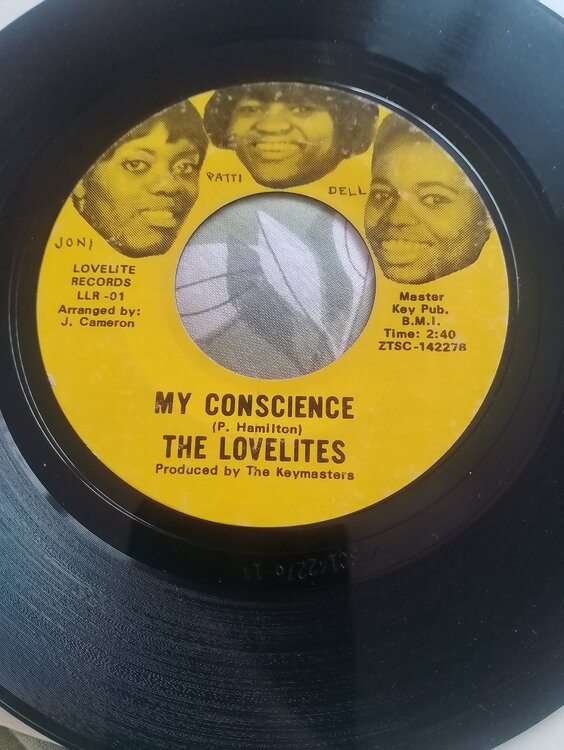 JONI
PATTI
DELL
LOVELITE
RECORDS
LLR -01
Arranged by:
J. Cameron
Master
Key Pub.
B.M.I.
Time: 2:40
ZTSC-142276
MY CONSCIENCE
(P. Hamilton)
THE LOVELITES
Produced by The Keymasters